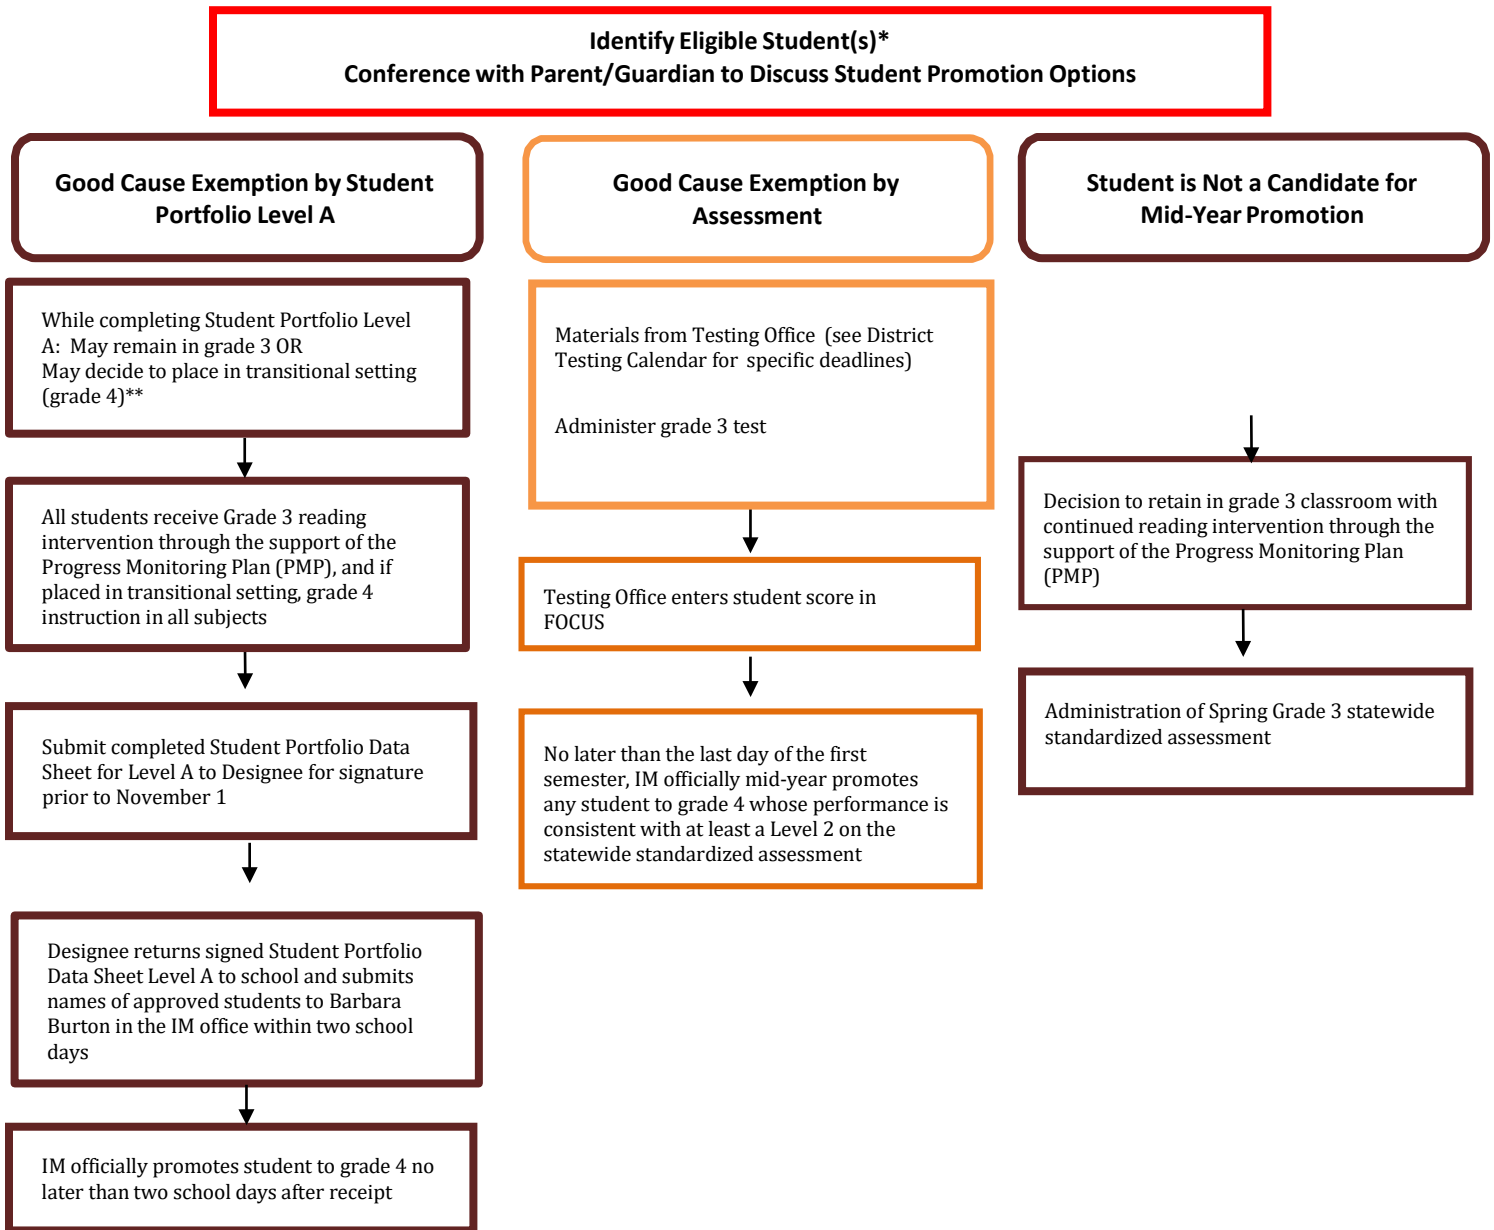 Identify Eligible Student(s)*
Conference with Parent/Guardian to Discuss Student Promotion Options
Good Cause Exemption by Student
Portfolio Level A
While completing Student Portfolio Level
A:  May remain in grade 3 OR
May decide to place in transitional setting
(grade 4)**
All students receive Grade 3 reading
intervention through the support of the
Progress Monitoring Plan (PMP), and if
placed in transitional setting, grade 4
instruction in all subjects
Submit completed Student Portfolio Data
Sheet for Level A to Designee for signature
prior to November 1
Designee returns signed Student Portfolio
Data Sheet Level A to school and submits
names of approved students to Barbara
Burton in the IM office within two school
days
IM officially promotes student to grade 4 no
later than two school days after receipt
Good Cause Exemption by
Assessment
Materials from Testing Office  (see District
Testing Calendar for  specific deadlines)
Administer grade 3 test
Testing Office enters student score in
FOCUS
No later than the last day of the first
semester, IM officially mid-year promotes
any student to grade 4 whose performance is
consistent with at least a Level 2 on the
statewide standardized assessment
Student is Not a Candidate for
Mid-Year Promotion
Decision to retain in grade 3 classroom with
continued reading intervention through the
support of the Progress Monitoring Plan
(PMP)
Administration of Spring Grade 3 statewide
standardized assessment